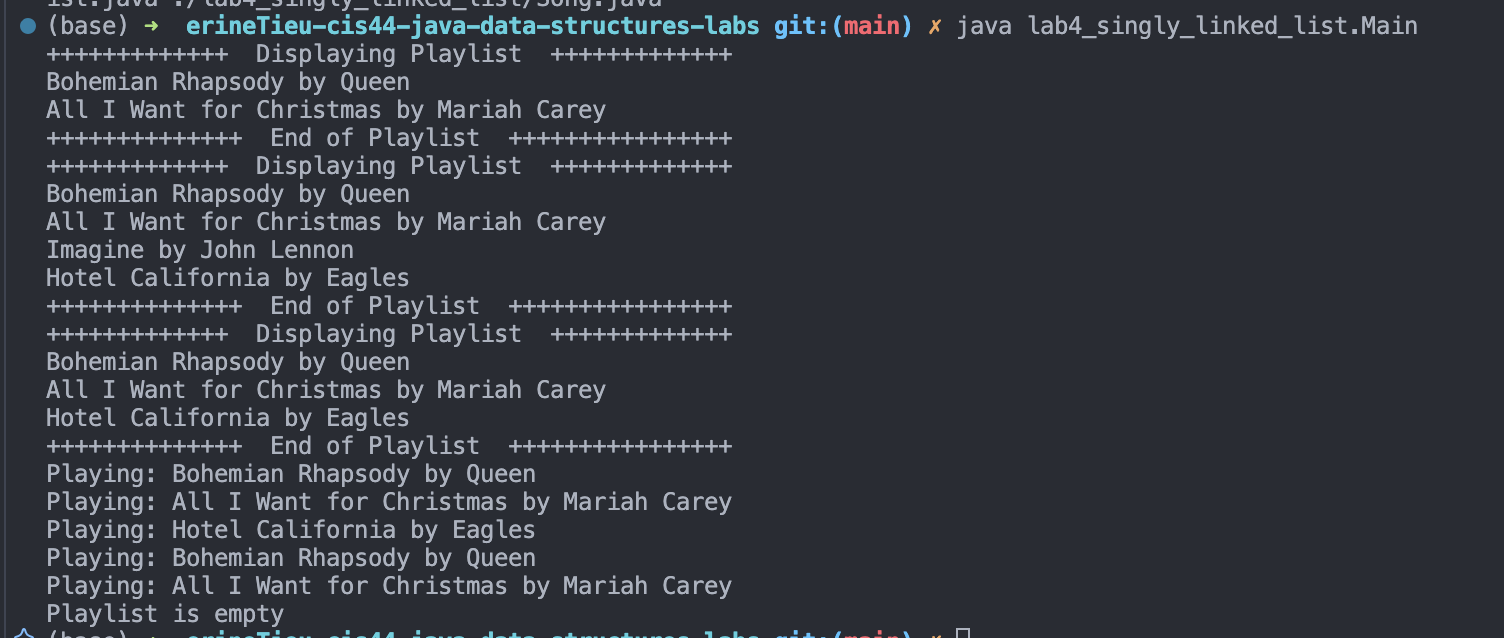 ist.java ./lab4_singly_linked_list/Song.java
(base) ➜ erineTieu-cis44-java-data-structures-labs git:(main) ✗ java lab4_singly_linked_list.Main
+++++++++++++  Displaying Playlist  +++++++++++++
Bohemian Rhapsody by Queen
All I Want for Christmas by Mariah Carey
++++++++++++++  End of Playlist  ++++++++++++++++
+++++++++++++  Displaying Playlist  +++++++++++++
Bohemian Rhapsody by Queen
All I Want for Christmas by Mariah Carey
Imagine by John Lennon
Hotel California by Eagles
++++++++++++++  End of Playlist  ++++++++++++++++
+++++++++++++  Displaying Playlist  +++++++++++++
Bohemian Rhapsody by Queen
All I Want for Christmas by Mariah Carey
Hotel California by Eagles
++++++++++++++  End of Playlist  ++++++++++++++++
Playing: Bohemian Rhapsody by Queen
Playing: All I Want for Christmas by Mariah Carey
Playing: Hotel California by Eagles
Playing: Bohemian Rhapsody by Queen
Playing: All I Want for Christmas by Mariah Carey
Playlist is empty
(base) ➜ erineTieu-cis44-java-data-structures-labs git:(main) ✗